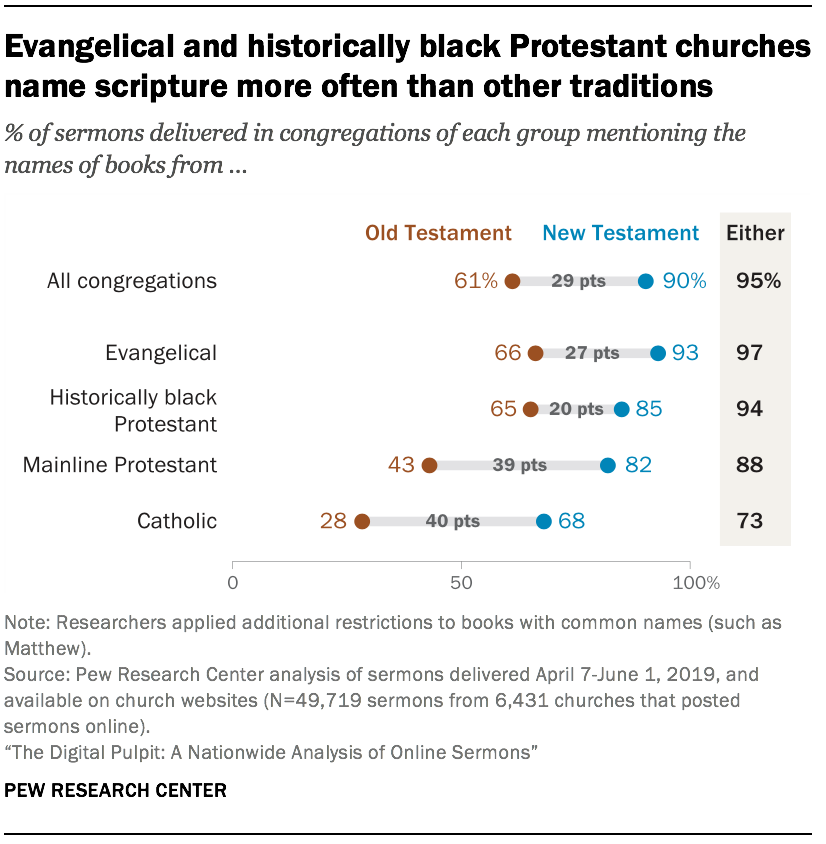 Evangelical and historically black Protestant churches
name scripture more often than other traditions
% of sermons delivered in congregations of each group mentioning the
names of books from ...
Old Testament New Testament Either
All congregations 61% 29 pts 90% 95%
Evangelical 66 27 pts 93 97
Historically black
Protestant 65 20 pts 85 94
Mainline Protestant 43 39 pts 82 88
Catholic 28 40 pts 68 73
0 50 100%
Note: Researchers applied additional restrictions to books with common names (such as
Matthew).
Source: Pew Research Center analysis of sermons delivered April 7-June 1, 2019, and
available on church websites (N=49,719 sermons from 6,431 churches that posted
sermons online).
“The Digital Pulpit: A Nationwide Analysis of Online Sermons”
PEW RESEARCH CENTER